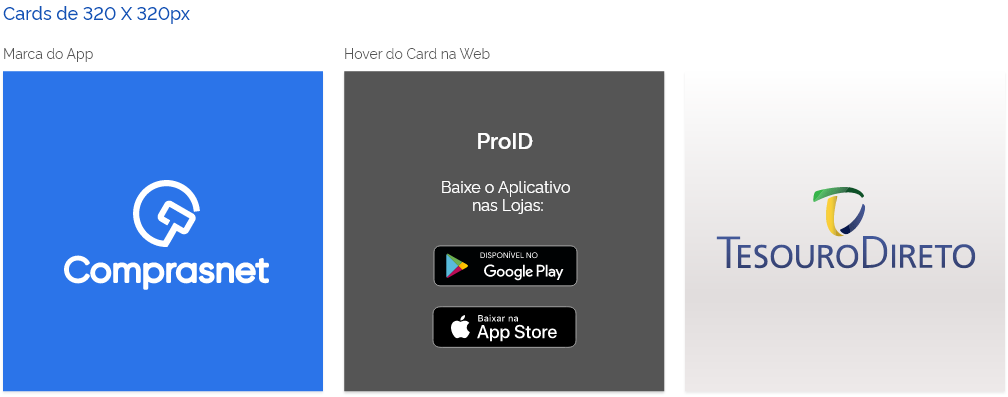 Cards de 320 X 320px
Marca do App
Hover do Card na Web
Comprasnet
ProID
Baixe o Aplicativo
nas Lojas:
DISPONÍVEL NO
Google Play
Baixar na
App Store
TESOURODIRETO